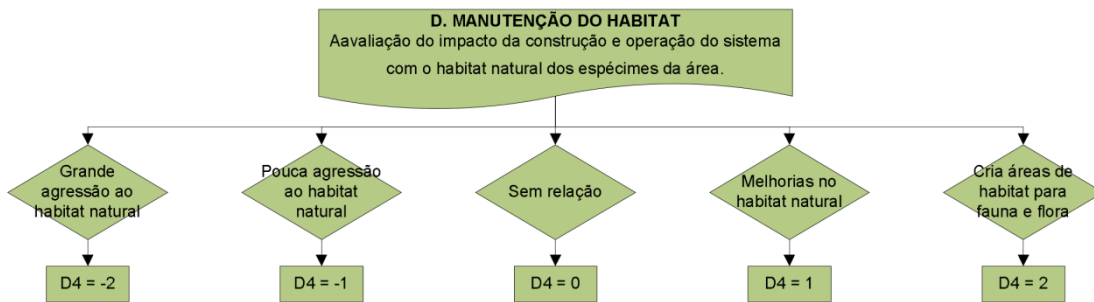 D. MANUTENÇÃO DO HABITAT
Aavaliação do impacto da construção e operação do sistema
com o habitat natural dos espécimes da área.
Grande
agressão ao
habitat natural
Pouca agressão
ao habitat
natural
Sem relação
Melhorias no
habitat natural
Cria áreas de
habitat para
fauna e flora
D4 = -2
D4 = -1
D4 = 0
D4 = 1
D4 = 2